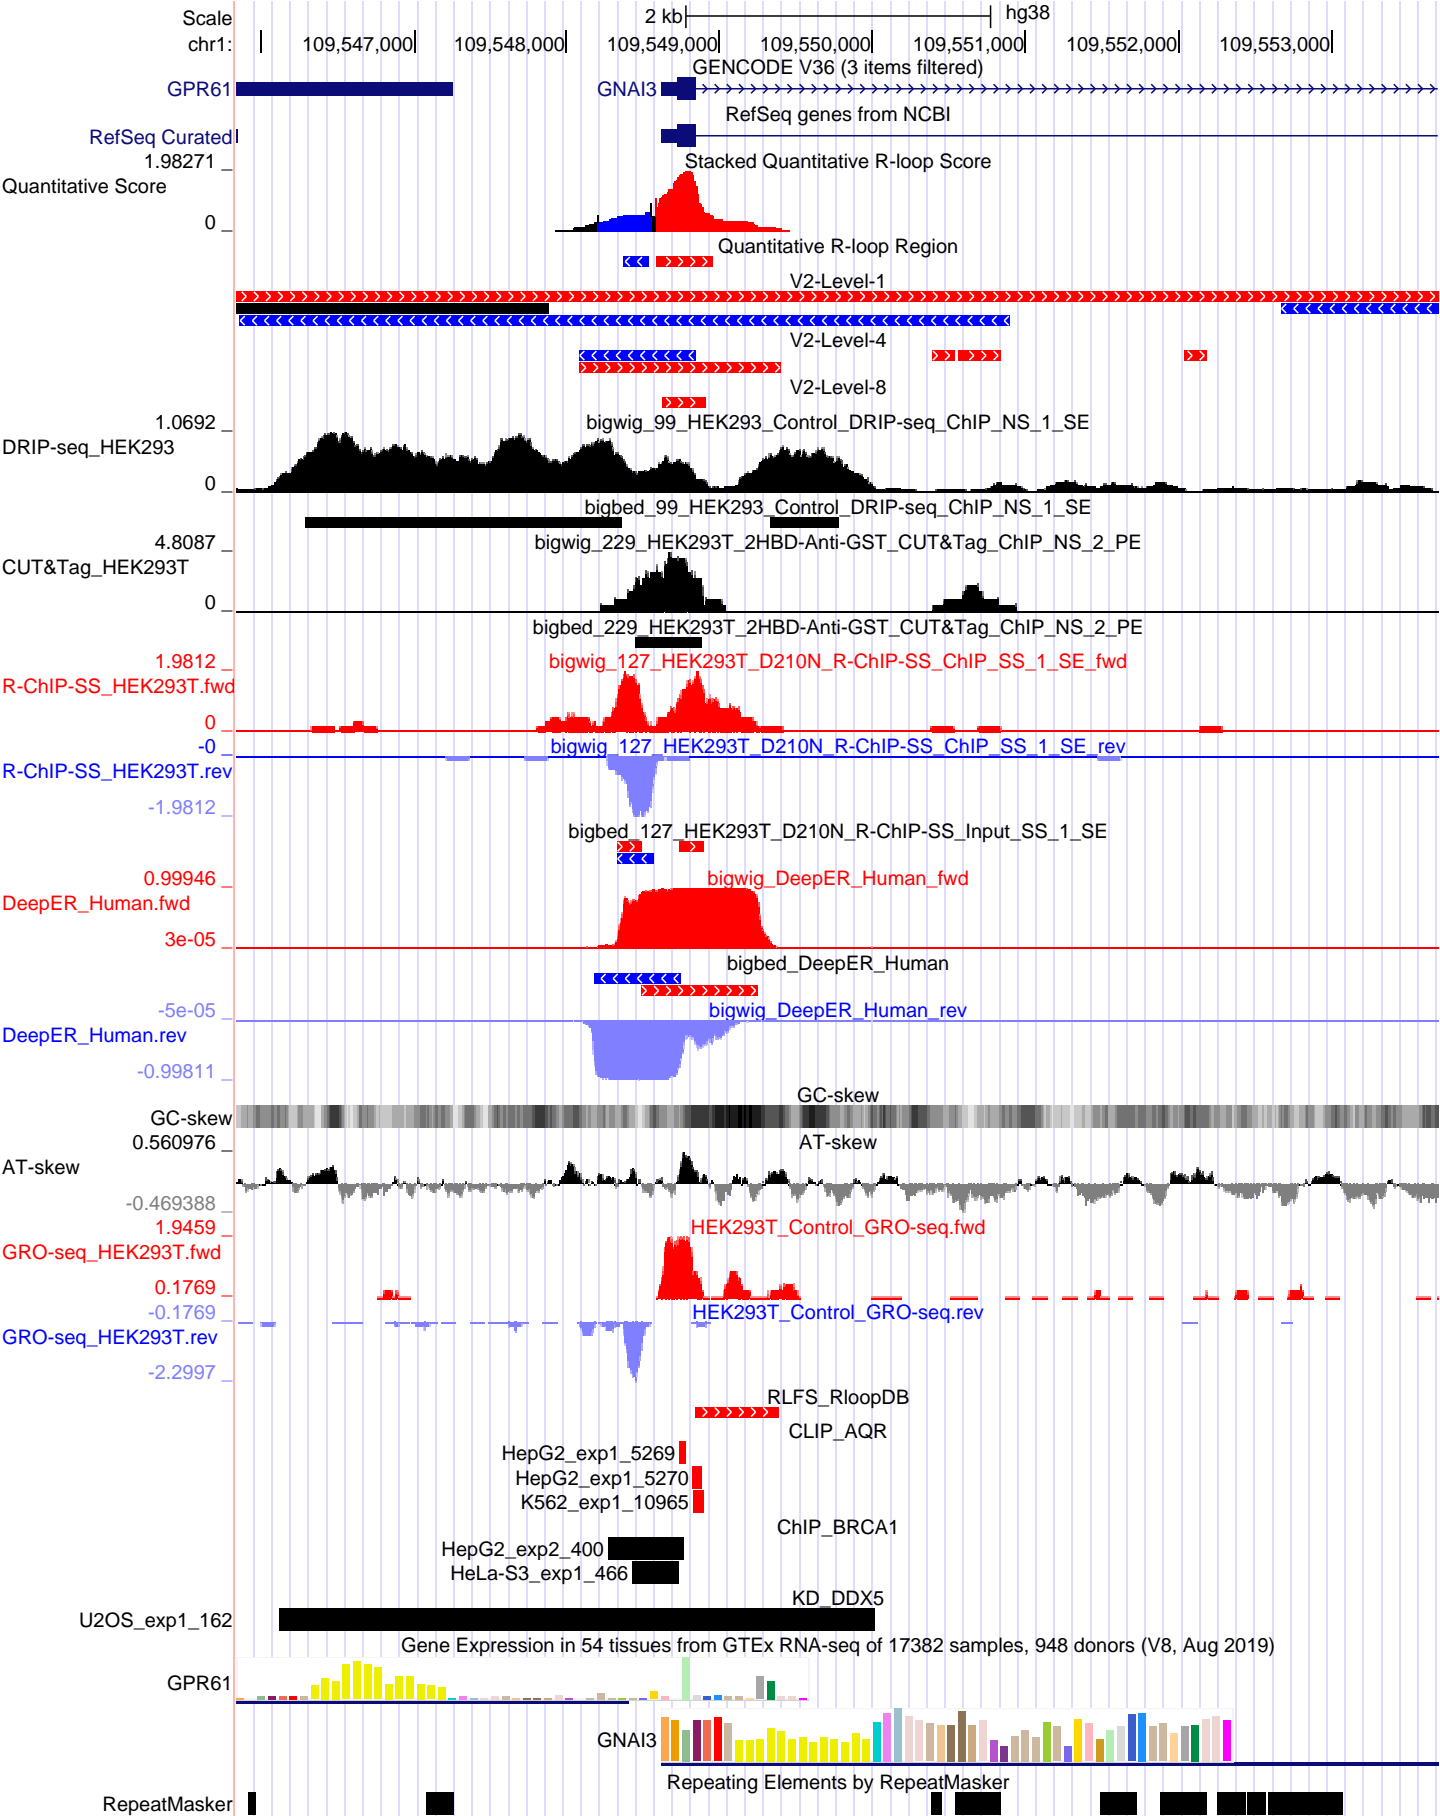 Scale 2 kb hg38
chr1: 109,547,000 109,548,000 109,549,000 109,550,000 109,551,000 109,552,000 109,553,000
GENCODE V36 (3 items filtered)
GPR61 GNAI3
RefSeq genes from NCBI
RefSeq Curated
1.98271 Stacked Quantitative R-loop Score
Quantitative Score
0
Quantitative R-loop Region
V2-Level-1
V2-Level-4
V2-Level-8
1.0692 bigwig_99_HEK293_Control_DRIP-seq_ChIP_NS_1_SE
DRIP-seq_HEK293
0
bigbed_99_HEK293_Control_DRIP-seq_ChIP_NS_1_SE
4.8087 bigwig_229_HEK293T_2HBD-Anti-GST_CUT&Tag_ChIP_NS_2_PE
CUT&Tag_HEK293T
0
bigbed_229_HEK293T_2HBD-Anti-GST_CUT&Tag_ChIP_NS_2_PE
1.9812 bigwig_127_HEK293T_D210N_R-ChIP-SS_ChIP_SS_1_SE_fwd
R-ChIP-SS_HEK293T.fwd
0
-0 bigwig_127_HEK293T_D210N_R-ChIP-SS_ChIP_SS_1_SE_rev
R-ChIP-SS_HEK293T.rev
-1.9812
bigbed_127_HEK293T_D210N_R-ChIP-SS_Input_SS_1_SE
0.99946 bigwig_DeepER_Human_fwd
DeepER_Human.fwd
3e-05
bigbed_DeepER_Human
-5e-05 bigwig_DeepER_Human_rev
DeepER_Human.rev
-0.99811
GC-skew
GC-skew
0.560976 AT-skew
AT-skew
-0.469388
1.9459 HEK293T_Control_GRO-seq.fwd
GRO-seq_HEK293T.fwd
0.1769
-0.1769 HEK293T_Control_GRO-seq.rev
GRO-seq_HEK293T.rev
-2.2997
RLFS_RloopDB
CLIP_AQR
HepG2_exp1_5269
HepG2_exp1_5270
K562_exp1_10965
ChIP_BRCA1
HepG2_exp2_400
HeLa-S3_exp1_466
KD_DDX5
U2OS_exp1_162
Gene Expression in 54 tissues from GTEx RNA-seq of 17382 samples, 948 donors (V8, Aug 2019)
GPR61
GNAI3
Repeating Elements by RepeatMasker
RepeatMasker